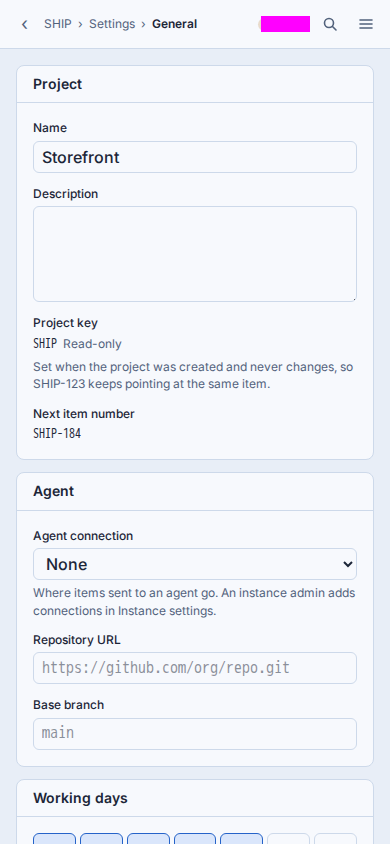 SHIP › Settings › General
Project
Name
Storefront
Description
Project key
SHIP Read-only
Set when the project was created and never changes, so
SHIP-123 keeps pointing at the same item.
Next item number
SHIP-184
Agent
Agent connection
None
Where items sent to an agent go. An instance admin adds
connections in Instance settings.
Repository URL
https://github.com/org/repo.git
Base branch
main
Working days